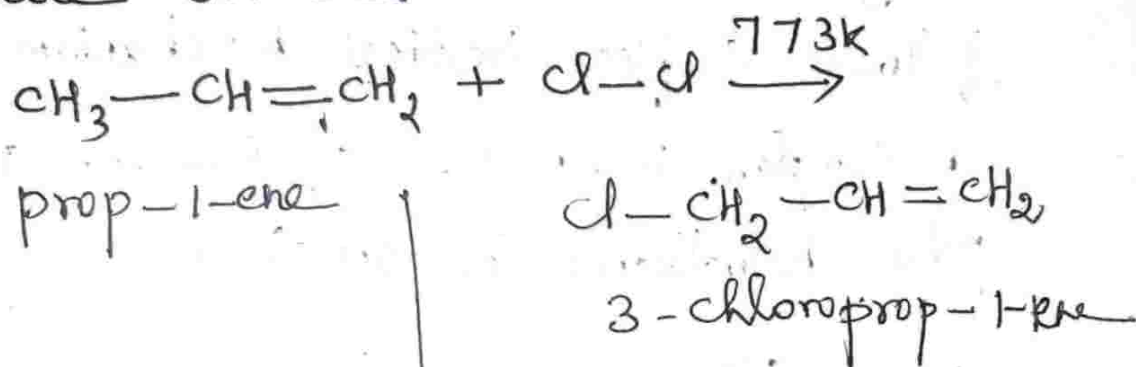 CH₃—CH=CH₂ + Cl—Cl 773K→
prop-1-ene
Cl—CH₂—CH=CH₂
3-chloroprop-1-ene